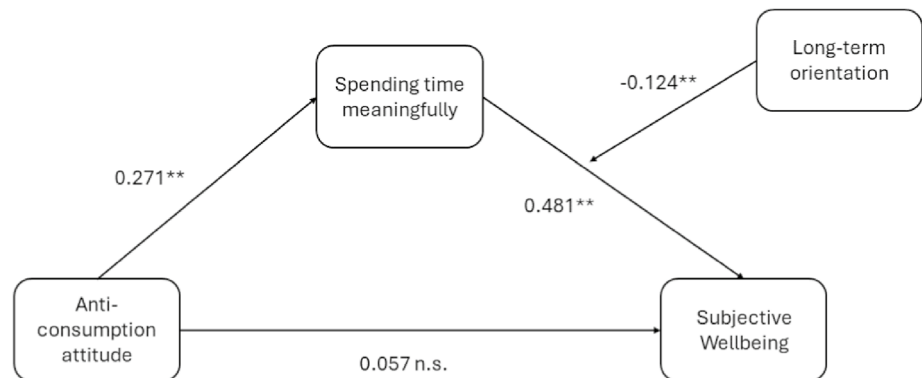 Long-term
orientation
Spending time
meaningfully
-0.124**
0.271**
0.481**
Anti-
consumption
attitude
Subjective
Wellbeing
0.057 n.s.